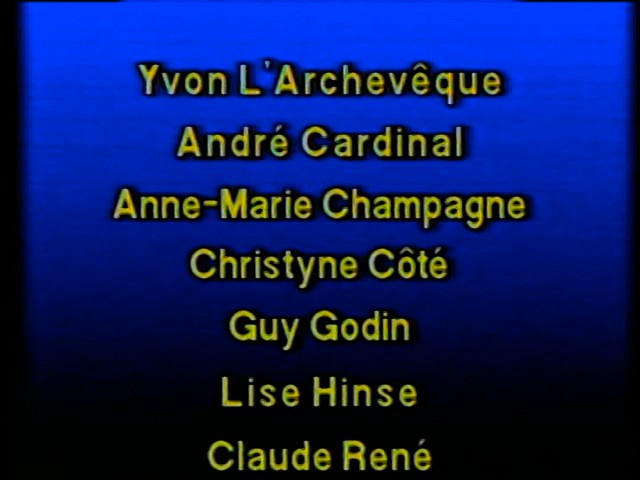 Yvon L'Archevêque
André Cardinal
Anne-Marie Champagne
Christyne Côté
Guy Godin
Lise Hinse
Claude René